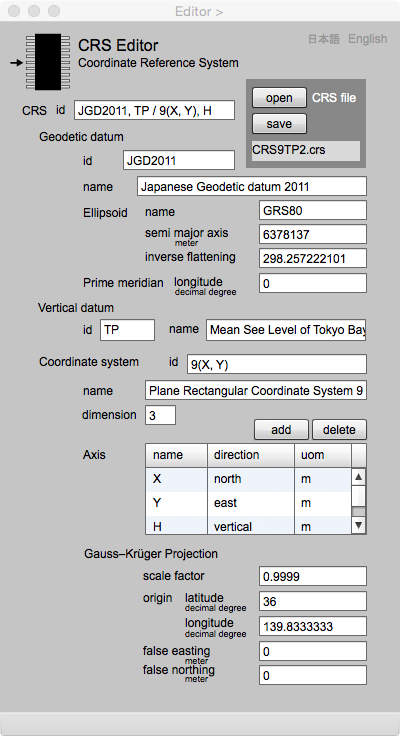 Editor >
日本語 English
CRS Editor
Coordinate Reference System
open CRS file
save
CRS9TP2.crs
CRS id JGD2011, TP / 9(X, Y), H
Geodetic datum
id JGD2011
name Japanese Geodetic datum 2011
Ellipsoid name GRS80
semi major axis 6378137
meter
inverse flattening 298.257222101
Prime meridian longitude 0
decimal degree
Vertical datum
id TP name Mean See Level of Tokyo Bay
Coordinate system id 9(X, Y)
name Plane Rectangular Coordinate System 9
dimension 3
add delete
Axis name direction uom
X north m
Y east m
H vertical m
Gauss–Krüger Projection
scale factor 0.9999
origin latitude 36
decimal degree
longitude 139.8333333
decimal degree
false easting 0
meter
false northing 0
meter